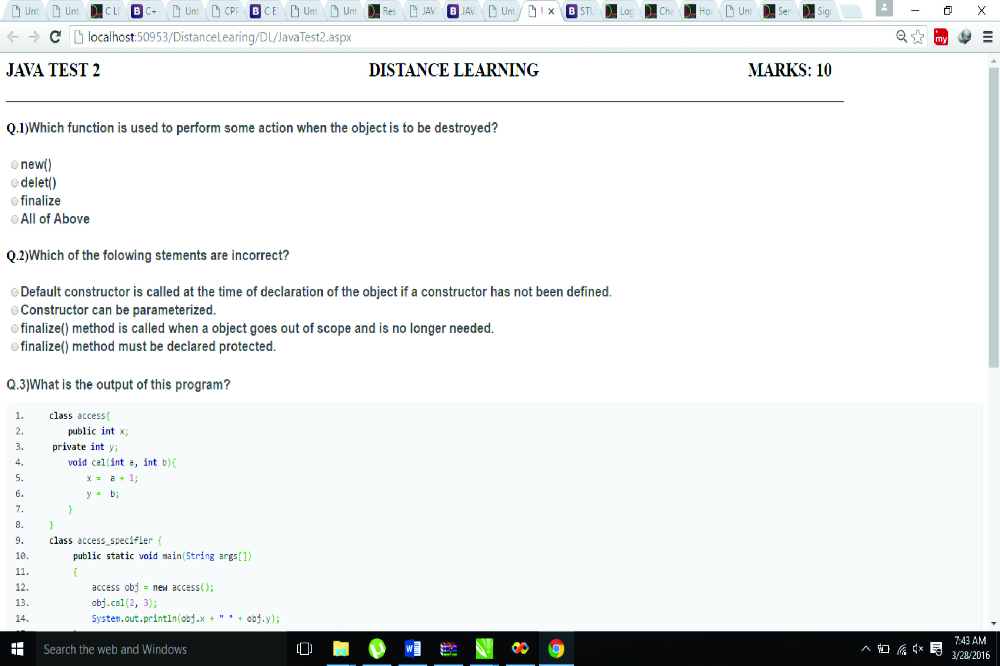 Unt Unt C LI C+- Unt CPP C E Unt Unt Res JAV JAV Unt STU Log Cha Hor Unt Sen Sig
localhost:50953/DistanceLearing/DL/JavaTest2.aspx my
JAVA TEST 2 DISTANCE LEARNING MARKS: 10
Q.1)Which function is used to perform some action when the object is to be destroyed?
new()
delet()
finalize
All of Above
Q.2)Which of the folowing stements are incorrect?
Default constructor is called at the time of declaration of the object if a constructor has not been defined.
Constructor can be parameterized.
finalize() method is called when a object goes out of scope and is no longer needed.
finalize() method must be declared protected.
Q.3)What is the output of this program?
1. class access{
2. public int x;
3. private int y;
4. void cal(int a, int b){
5. x = a + 1;
6. y = b;
7. }
8. }
9. class access_specifier {
10. public static void main(String args[])
11. {
12. access obj = new access();
13. obj.cal(2, 3);
14. System.out.println(obj.x + " " + obj.y);
Search the web and Windows
7:43 AM
3/28/2016